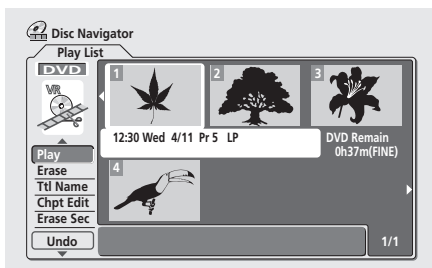 Disc Navigator
Play List
DVD
VR
1
2
3
12:30 Wed 4/11 Pr 5 LP
DVD Remain
0h37m(FINE)
4
Play
Erase
Ttl Name
Chpt Edit
Erase Sec
Undo
1/1